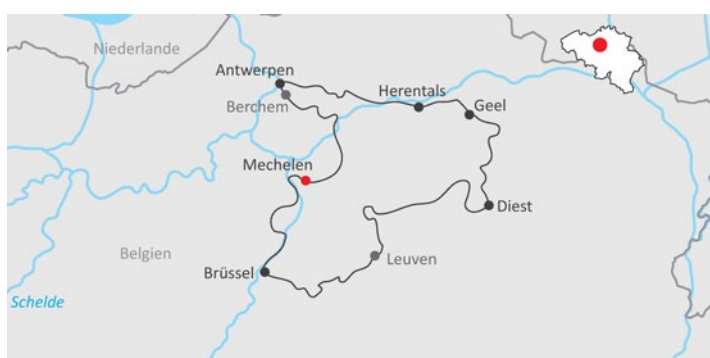 Niederlande
Antwerpen
Berchem
Herentals
Geel
Mechelen
Diest
Belgien
Leuven
Brüssel
Schelde